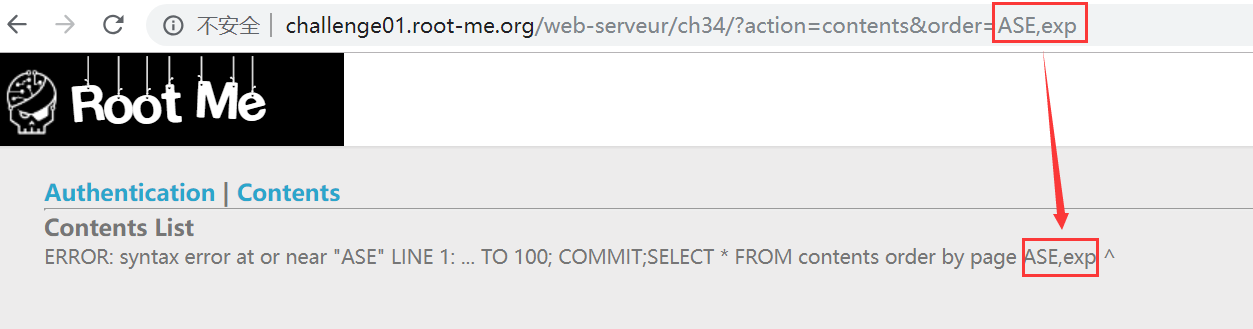 不安全 | challenge01.root-me.org/web-serveur/ch34/?action=contents&order=ASE,exp
Root Me
Authentication | Contents
Contents List
ERROR: syntax error at or near "ASE" LINE 1: ... TO 100; COMMIT;SELECT * FROM contents order by page ASE,exp ^